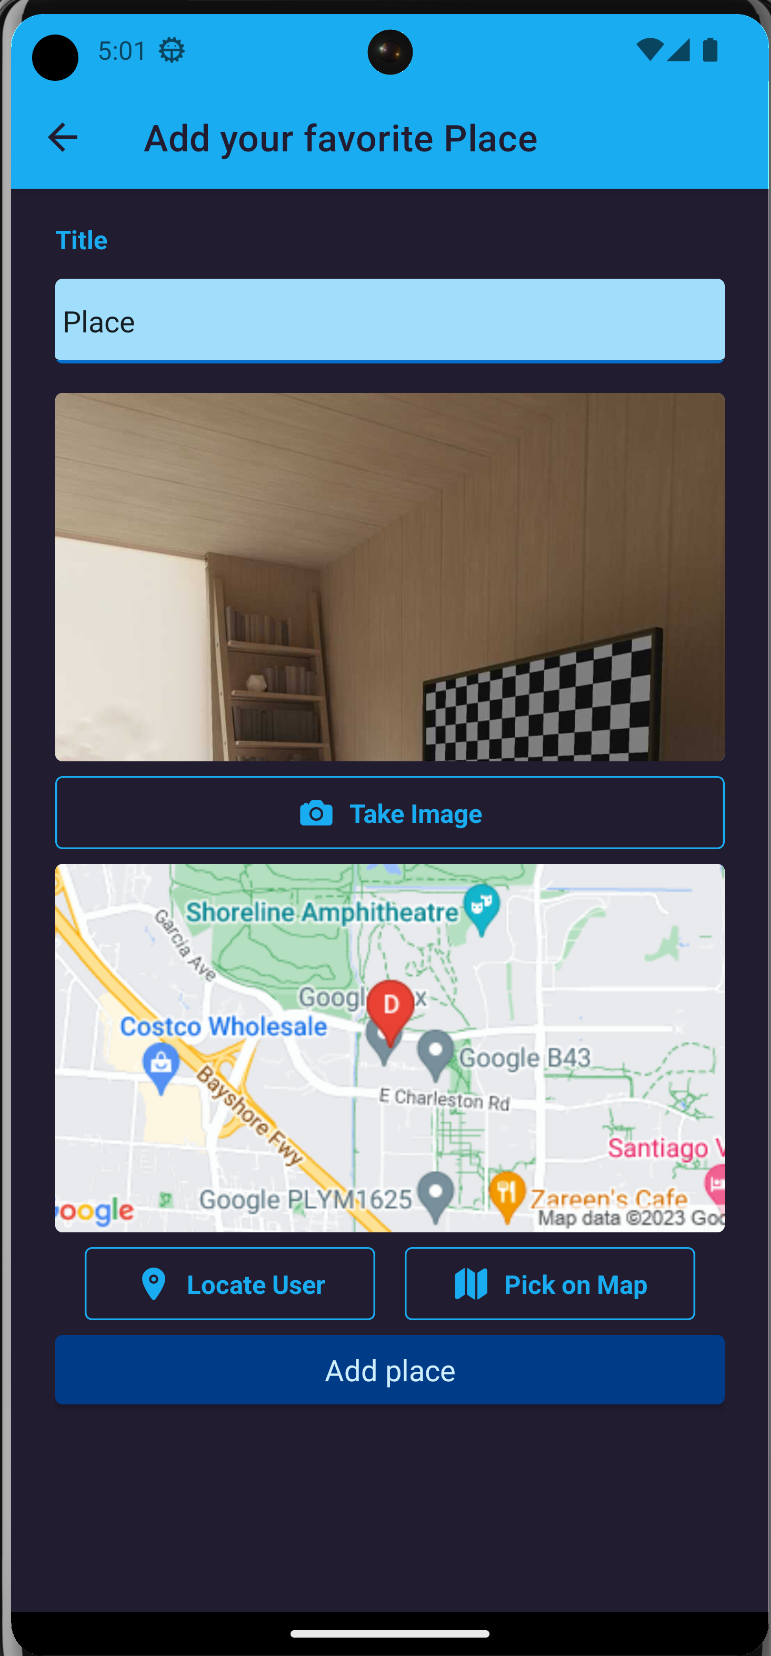 5:01
Add your favorite Place
Title
Place
Take Image
Shoreline Amphitheatre
Garcia Ave
D
Costco Wholesale
Google B43
Bayshore Fwy
E Charleston Rd
Santiago V
Google PLYM1625
Zareen's Cafe
oogle
Map data ©2023 Goo
Locate User
Pick on Map
Add place